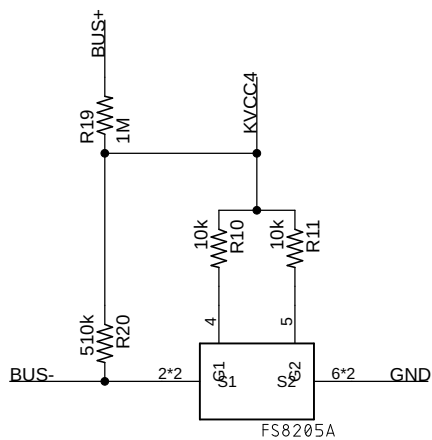 BUS+
KVCC4
R19
1M
10k
R10
10k
R11
510k
R20
4
5
BUS-
2*2
G1
S1
G2
S2
6*2
GND
FS8205A